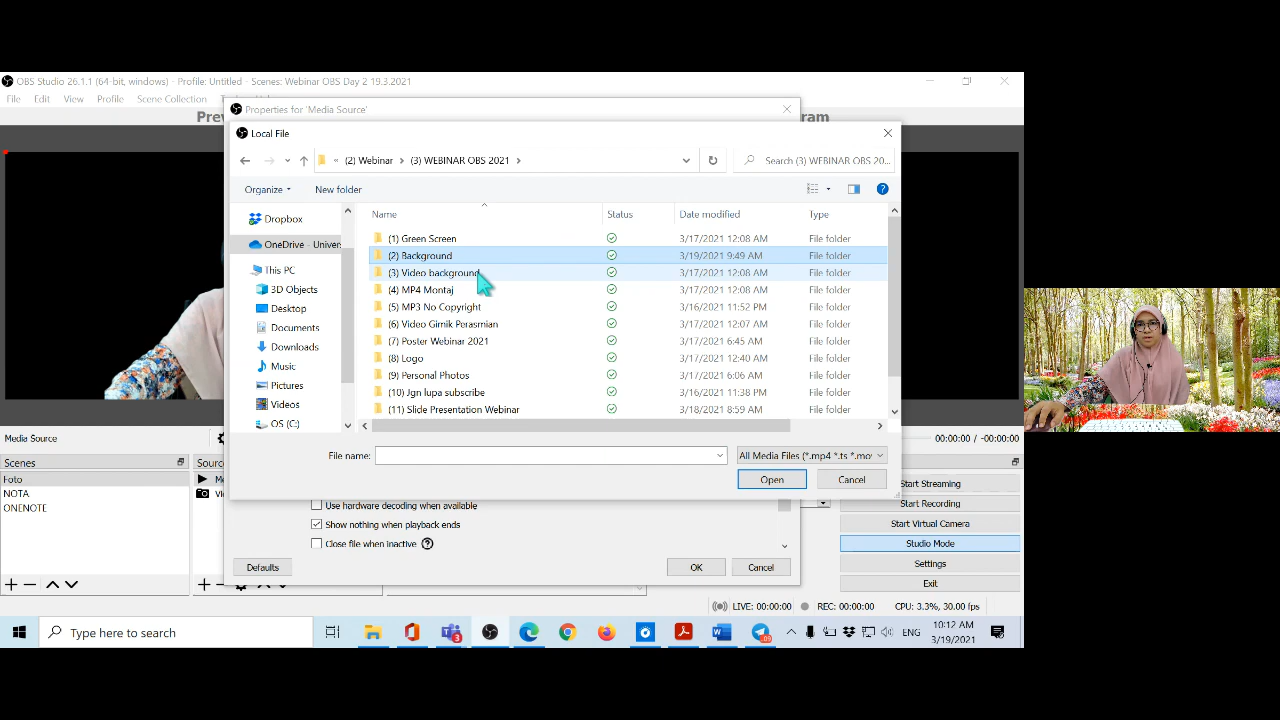 OBS Studio 26.1.1 (64-bit, windows) - Profile: Untitled - Scenes: Webinar OBS Day 2 19.3.2021
File Edit View Profile Scene Collection
Properties for 'Media Source'
Local File
« (2) Webinar > (3) WEBINAR OBS 2021 >
Search (3) WEBINAR OBS 20...
Organize New folder
Name Status Date modified Type
(1) Green Screen 3/17/2021 12:08 AM File folder
(2) Background 3/19/2021 9:49 AM File folder
(3) Video background 3/17/2021 12:08 AM File folder
(4) MP4 Montaj 3/17/2021 12:08 AM File folder
(5) MP3 No Copyright 3/16/2021 11:52 PM File folder
(6) Video Gimik Perasmian 3/17/2021 12:07 AM File folder
(7) Poster Webinar 2021 3/17/2021 6:45 AM File folder
(8) Logo 3/17/2021 12:40 AM File folder
(9) Personal Photos 3/17/2021 6:06 AM File folder
(10) Jgn lupa subscribe 3/16/2021 11:38 PM File folder
(11) Slide Presentation Webinar 3/18/2021 8:59 AM File folder
Dropbox
OneDrive - Univer
This PC
3D Objects
Desktop
Documents
Downloads
Music
Pictures
Videos
OS (C:)
File name: All Media Files (*.mp4 *.ts *.mov
Open Cancel
Use hardware decoding when available
Show nothing when playback ends
Close file when inactive
Defaults OK Cancel
Media Source
00:00:00 / -00:00:00
Scenes
Foto
NOTA
ONENOTE
Sour
Start Streaming
Start Recording
Start Virtual Camera
Studio Mode
Settings
Exit
LIVE: 00:00:00 REC: 00:00:00 CPU: 3.3%, 30.00 fps
Type here to search
3
ENG
10:12 AM
3/19/2021